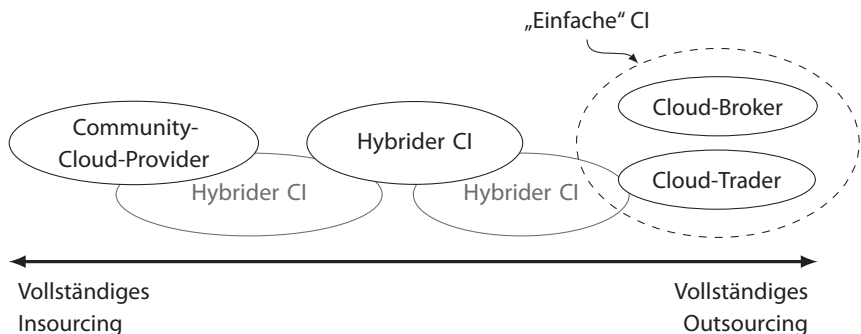 „Einfache“ CI
Cloud-Broker
Community-
Cloud-Provider
Hybrider CI
Cloud-Trader
Hybrider CI
Hybrider CI
Vollständiges
Insourcing
Vollständiges
Outsourcing